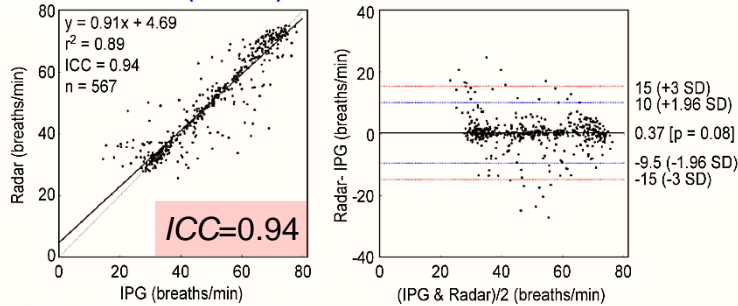 y = 0.91x + 4.69
r² = 0.89
ICC = 0.94
n = 567
80
60
40
20
0
0 20 40 60 80
Radar (breaths/min)
IPG (breaths/min)
ICC=0.94
40
20
0
-20
-40
0 20 40 60 80
Radar- IPG (breaths/min)
(IPG & Radar)/2 (breaths/min)
15 (+3 SD)
10 (+1.96 SD)
0.37 [p = 0.08]
-9.5 (-1.96 SD)
-15 (-3 SD)